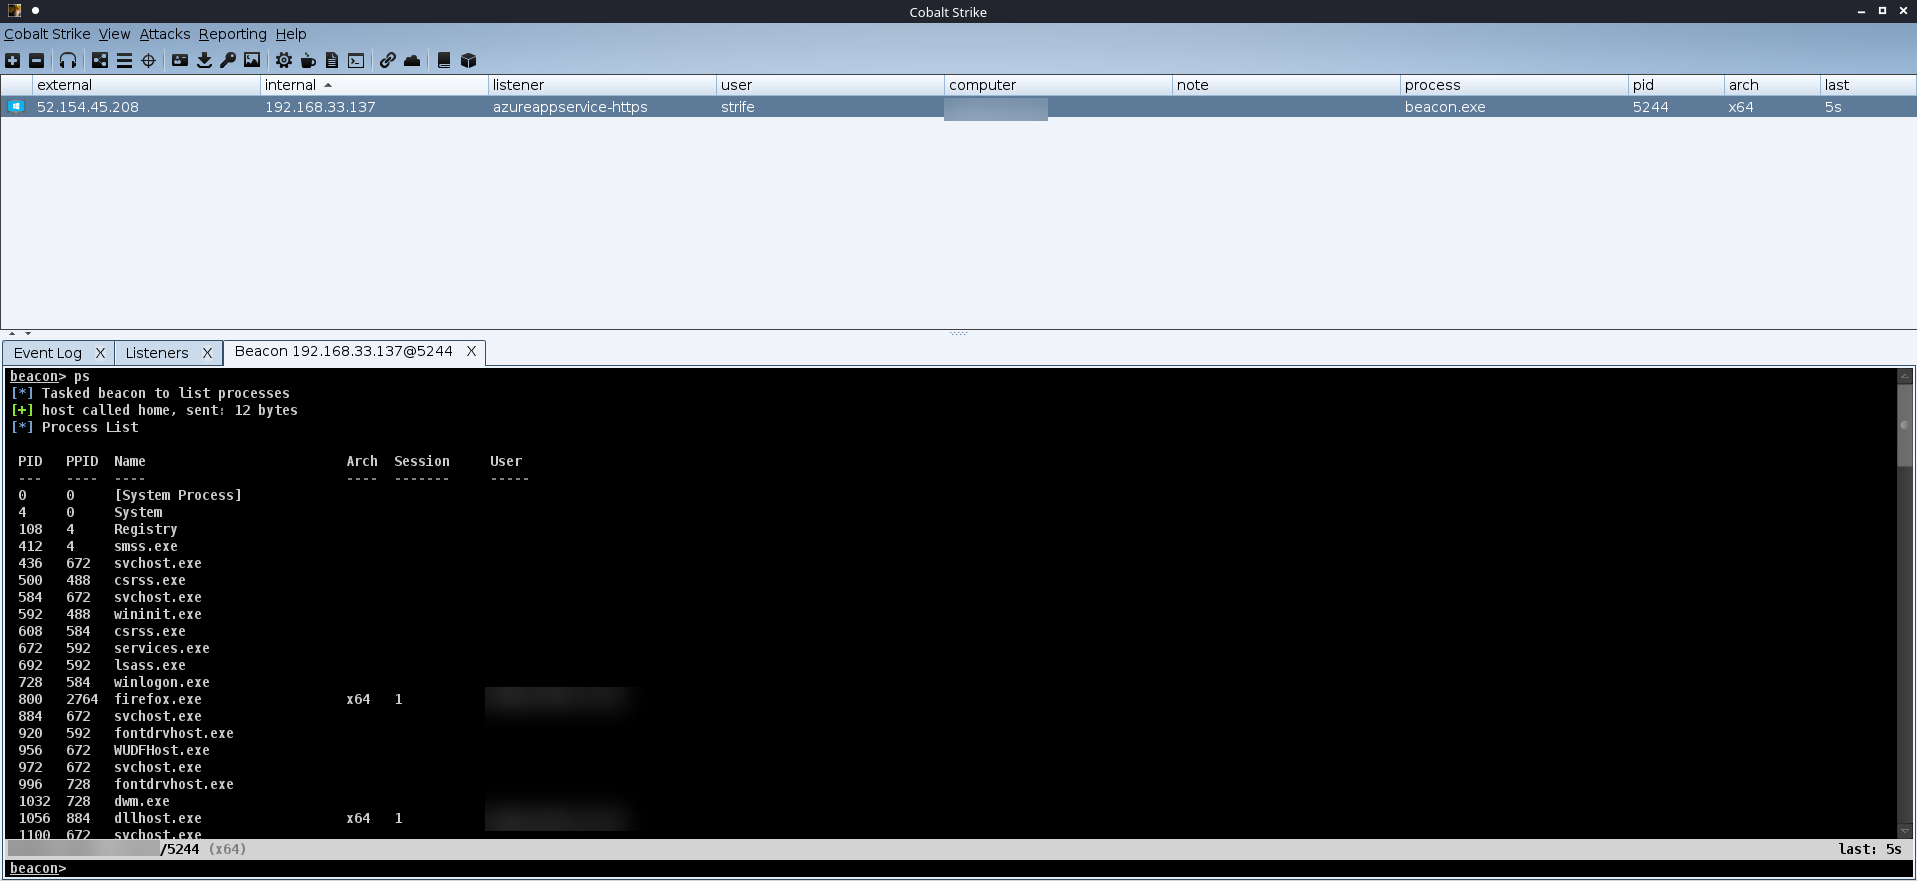 Cobalt Strike
Cobalt Strike View Attacks Reporting Help
external internal listener user computer note process pid arch last
52.154.45.208 192.168.33.137 azureappservice-https strife beacon.exe 5244 x64 5s
Event Log X Listeners X Beacon 192.168.33.137@5244 X
beacon> ps
[*] Tasked beacon to list processes
[+] host called home, sent: 12 bytes
[*] Process List
PID PPID Name Arch Session User
--- ---- ---- ---- ------- -----
0 0 [System Process]
4 0 System
108 4 Registry
412 4 smss.exe
436 672 svchost.exe
500 488 csrss.exe
584 672 svchost.exe
592 488 wininit.exe
608 584 csrss.exe
672 592 services.exe
692 592 lsass.exe
728 584 winlogon.exe
800 2764 firefox.exe x64 1
884 672 svchost.exe
920 592 fontdrvhost.exe
956 672 WUDFHost.exe
972 672 svchost.exe
996 728 fontdrvhost.exe
1032 728 dwm.exe
1056 884 dllhost.exe x64 1
1100 672 svchost.exe
/5244 (x64) last: 5s
beacon>